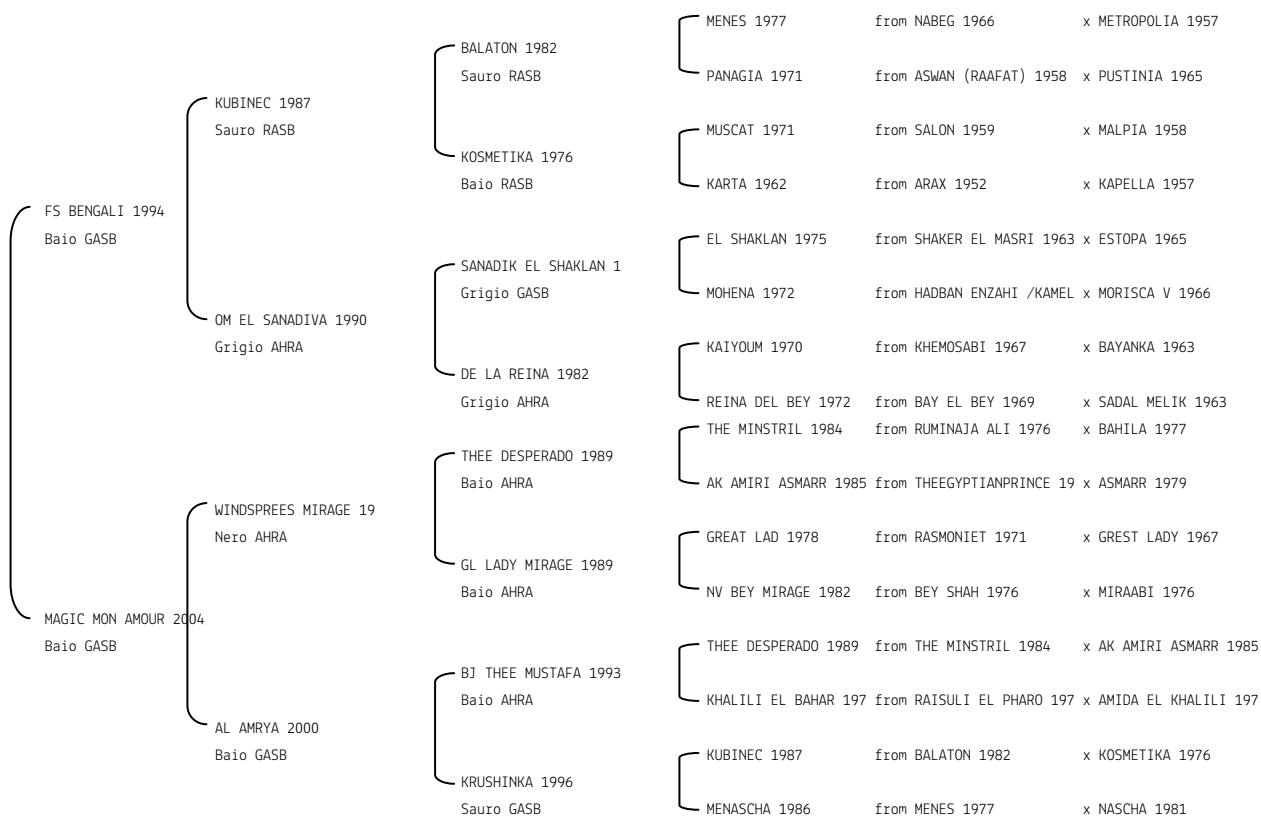 MENES 1977 from NABEG 1966 x METROPOLIA 1957
BALATON 1982
Sauro RASB
PANAGIA 1971 from ASWAN (RAAFAT) 1958 x PUSTINIA 1965
KUBINEC 1987
Sauro RASB
MUSCAT 1971 from SALON 1959 x MALPIA 1958
KOSMETIKA 1976
Baio RASB
KARTA 1962 from ARAX 1952 x KAPELLA 1957
FS BENGALI 1994
Baio GASB
EL SHAKLAN 1975 from SHAKER EL MASRI 1963 x ESTOPA 1965
SANADIK EL SHAKLAN 1
Grigio GASB
MOHENA 1972 from HADBAN ENZAHI /KAMEL x MORISCA V 1966
OM EL SANADIVA 1990
Grigio AHRA
KAIYOUM 1970 from KHEMOSABI 1967 x BAYANKA 1963
DE LA REINA 1982
Grigio AHRA
REINA DEL BEY 1972 from BAY EL BEY 1969 x SADAL MELIK 1963
THE MINSTRIL 1984 from RUMINAJA ALI 1976 x BAHILA 1977
THEE DESPERADO 1989
Baio AHRA
AK AMIRI ASMARR 1985 from THEEGYPTIANPRINCE 19 x ASMARR 1979
WINDSPREES MIRAGE 19
Nero AHRA
GREAT LAD 1978 from RASMONIET 1971 x GREST LADY 1967
GL LADY MIRAGE 1989
Baio AHRA
NV BEY MIRAGE 1982 from BEY SHAH 1976 x MIRAABI 1976
MAGIC MON AMOUR 2004
Baio GASB
THEE DESPERADO 1989 from THE MINSTRIL 1984 x AK AMIRI ASMARR 1985
BJ THEE MUSTAFA 1993
Baio AHRA
KHALILI EL BAHAR 197 from RAISULI EL PHARO 197 x AMIDA EL KHALILI 197
AL AMRYA 2000
Baio GASB
KUBINEC 1987 from BALATON 1982 x KOSMETIKA 1976
KRUSHINKA 1996
Sauro GASB
MENASCHA 1986 from MENES 1977 x NASCHA 1981